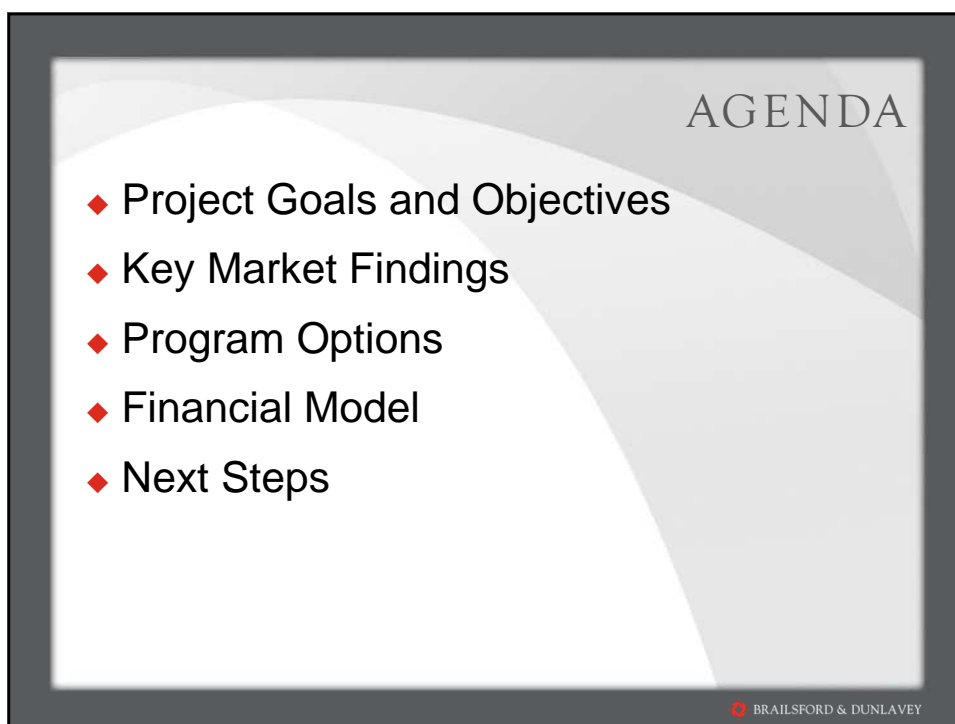 AGENDA
◆ Project Goals and Objectives
◆ Key Market Findings
◆ Program Options
◆ Financial Model
◆ Next Steps
BRAILSFORD & DUNLAVEY